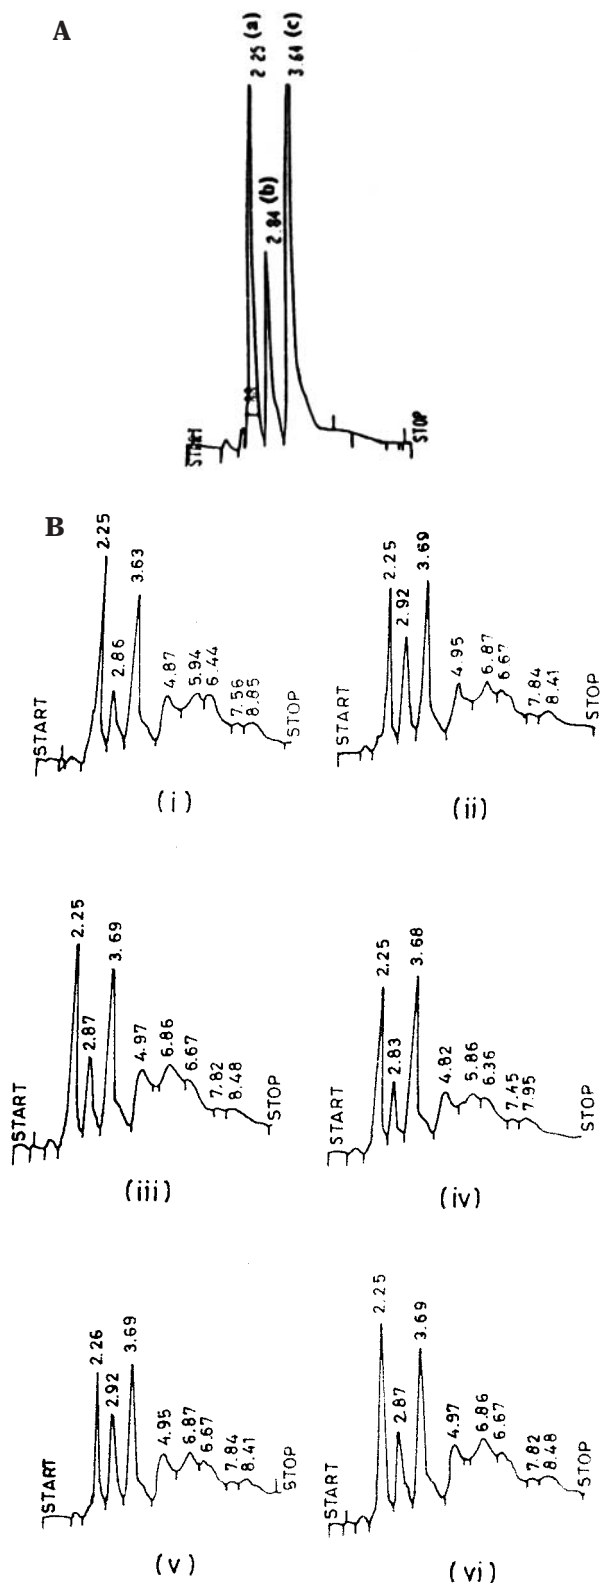 A
2.25 (a)
2.84 (b)
3.64 (c)
STOP
B
START
2.25
2.86
3.63
4.87
5.94
6.44
7.56
8.85
STOP
(i)
START
2.25
2.92
3.69
4.95
6.87
6.67
7.84
8.41
STOP
(ii)
START
2.25
2.87
3.69
4.97
6.86
6.67
7.82
8.48
STOP
(iii)
START
2.25
2.83
3.68
4.82
5.86
6.36
7.45
7.95
STOP
(iv)
START
2.26
2.92
3.69
4.95
6.87
6.67
7.84
8.41
STOP
(v)
START
2.25
2.87
3.69
4.97
6.86
6.67
7.82
8.48
STOP
(vi)